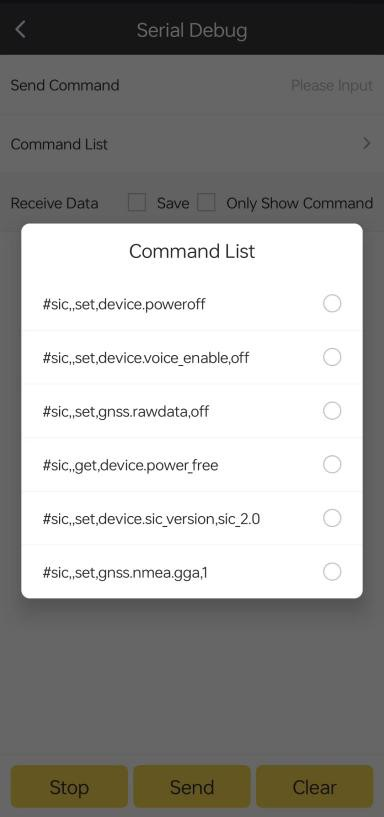 Serial Debug
Send Command Please Input
Command List
Receive Data Save Only Show Command
Command List
#sic,,set,device.poweroff
#sic,,set,device.voice_enable,off
#sic,,set,gnss.rawdata,off
#sic,,get,device.power_free
#sic,,set,device.sic_version,sic_2.0
#sic,,set,gnss.nmea.gga,1
Stop Send Clear